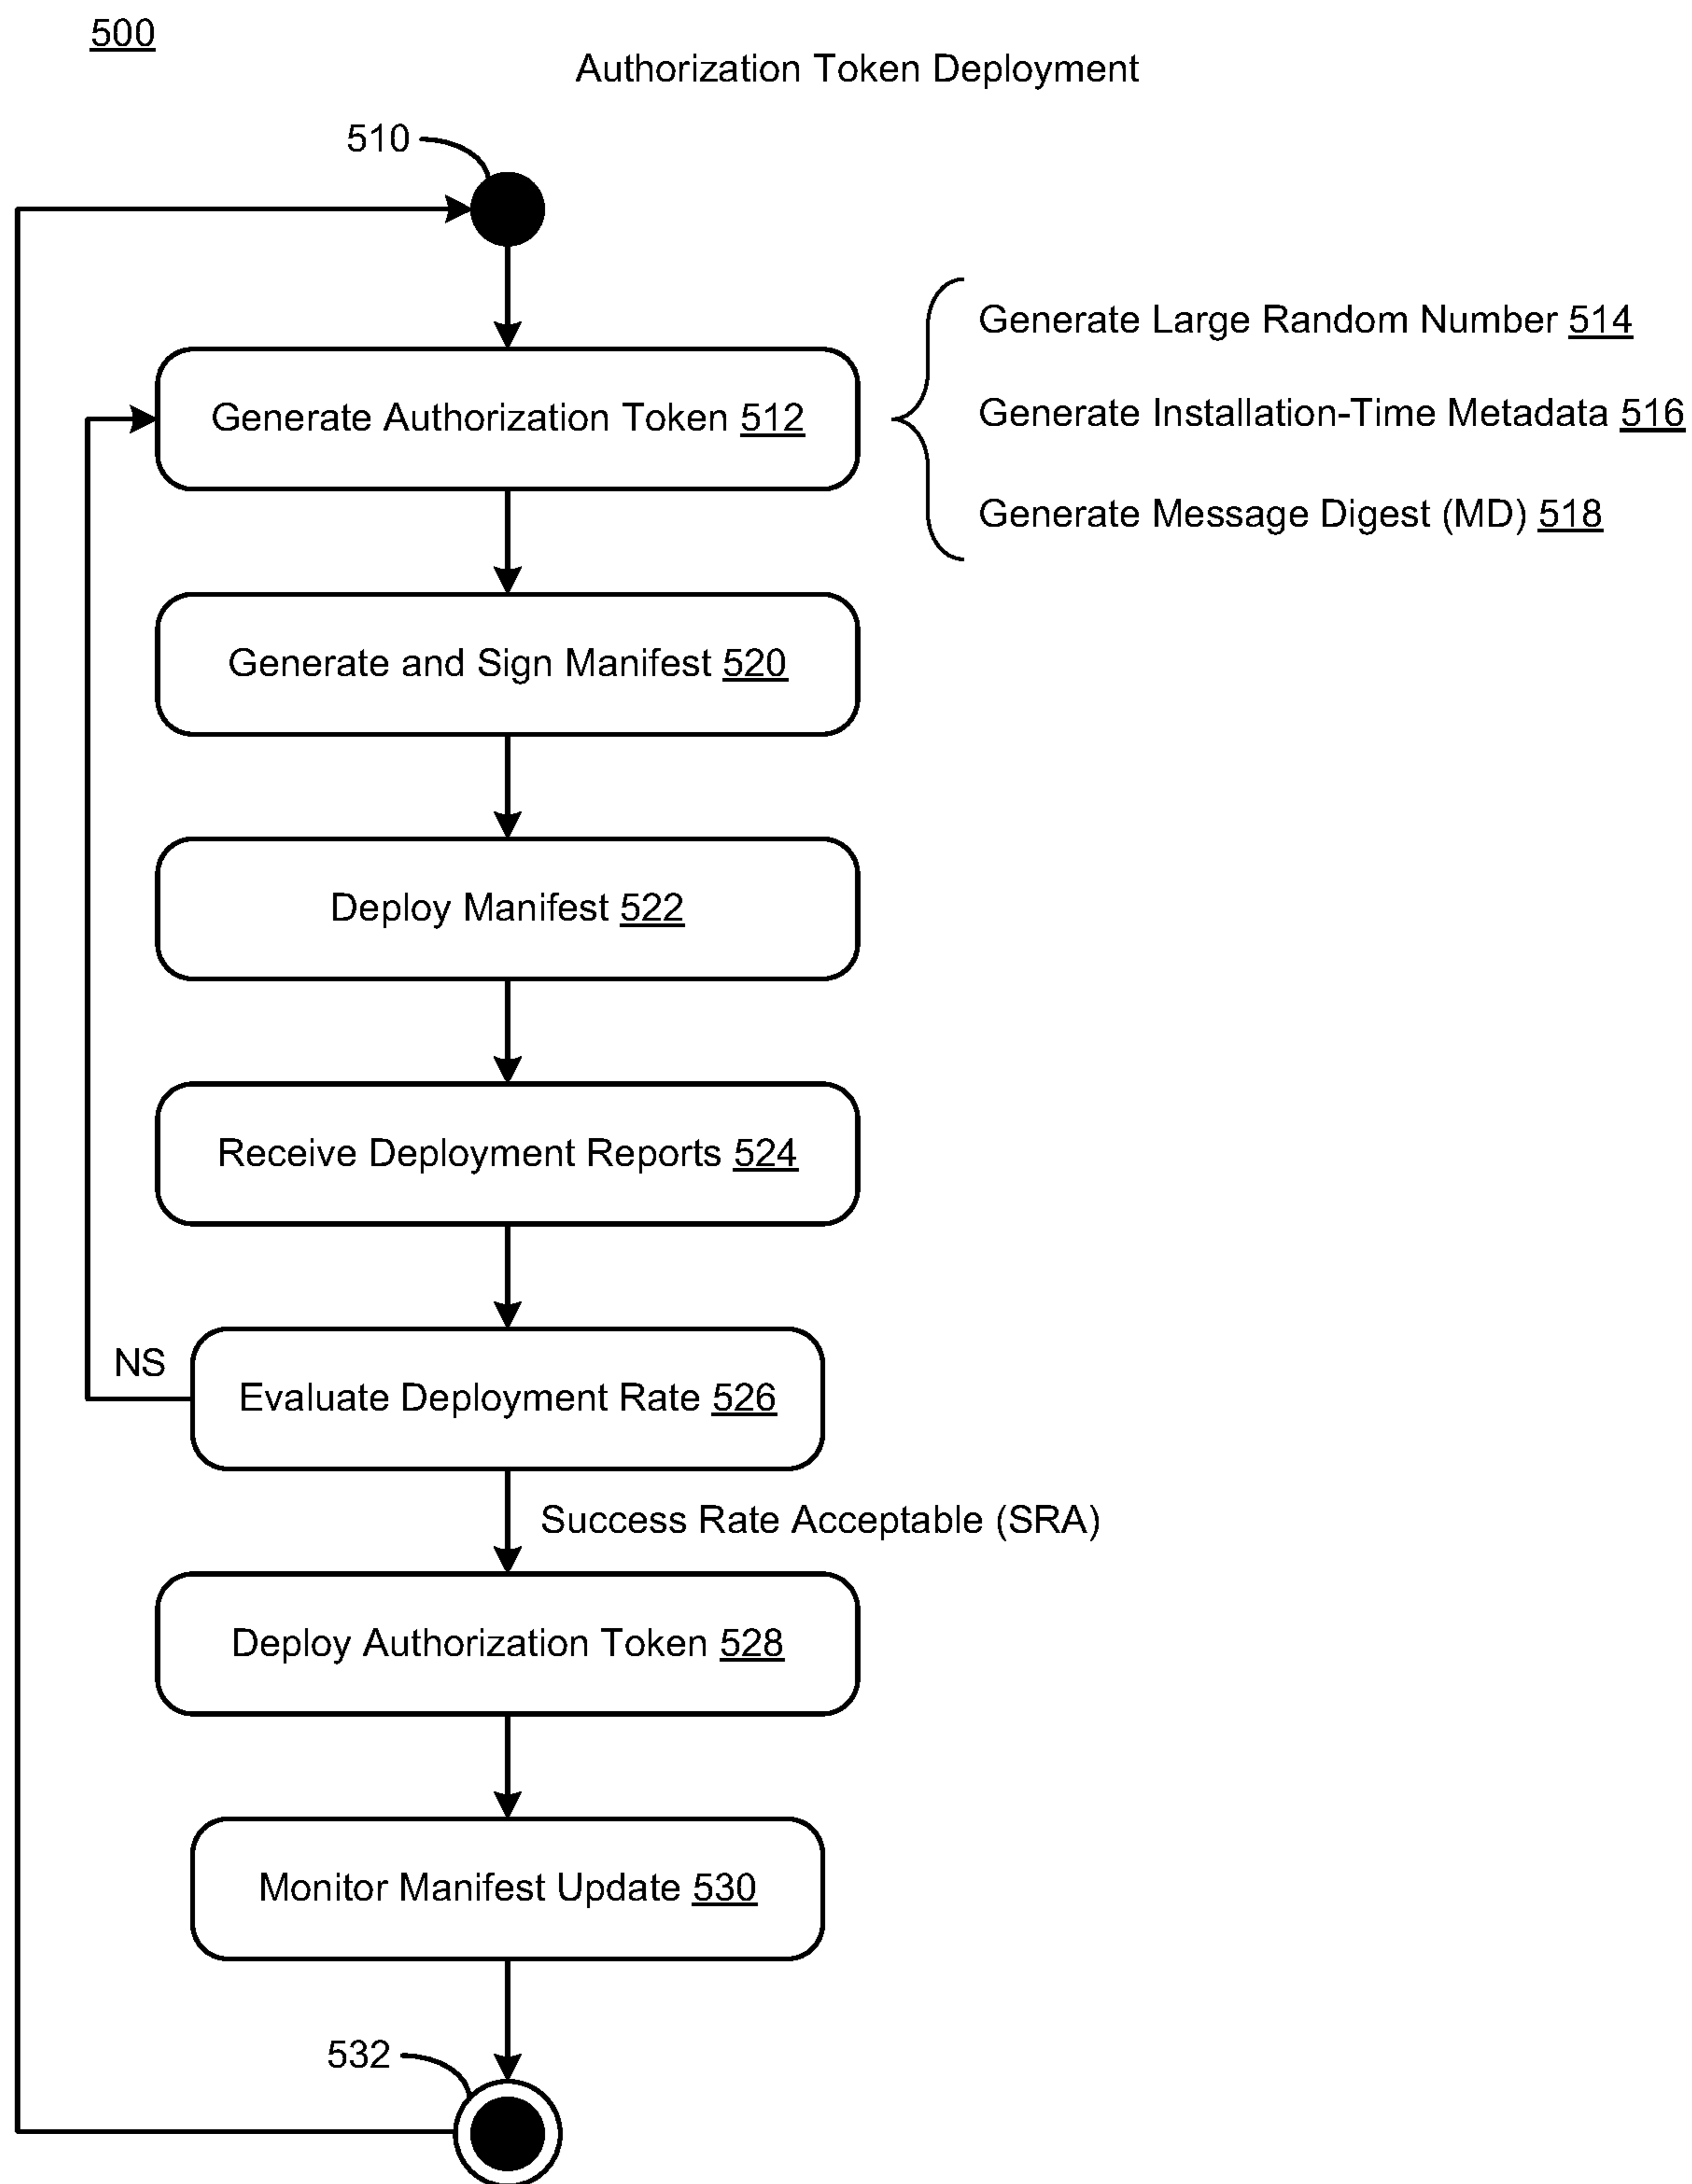 500
Authorization Token Deployment
510
Generate Large Random Number 514
Generate Authorization Token 512
Generate Installation-Time Metadata 516
Generate Message Digest (MD) 518
Generate and Sign Manifest 520
Deploy Manifest 522
Receive Deployment Reports 524
NS
Evaluate Deployment Rate 526
Success Rate Acceptable (SRA)
Deploy Authorization Token 528
Monitor Manifest Update 530
532